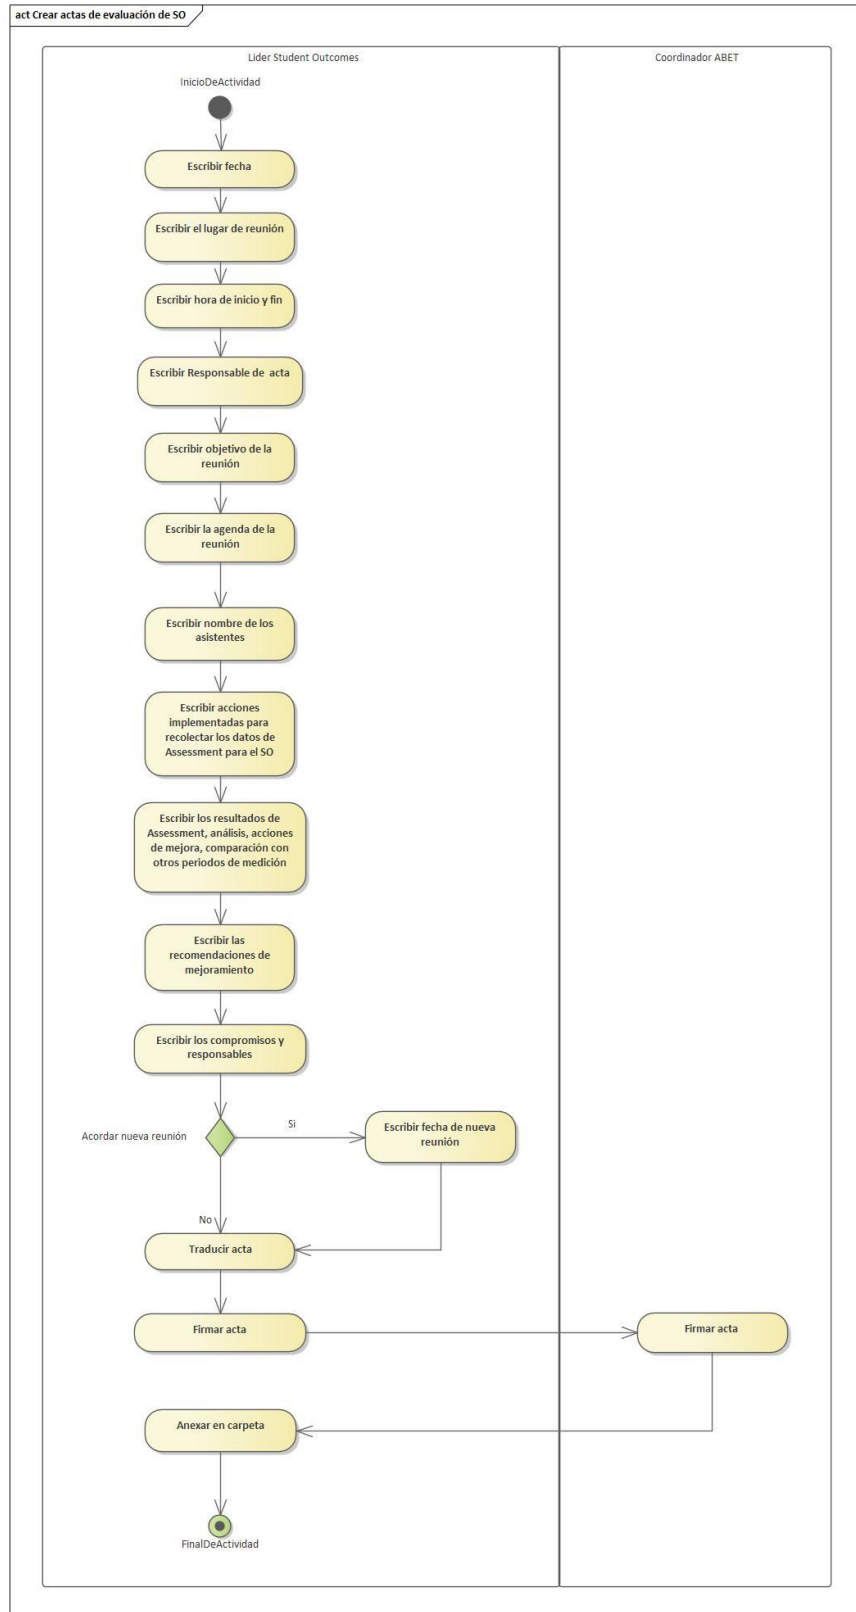 act Crear actas de evaluación de SO
Lider Student Outcomes
Coordinador ABET
InicioDeActividad
Escribir fecha
Escribir el lugar de reunión
Escribir hora de inicio y fin
Escribir Responsable de acta
Escribir objetivo de la
reunión
Escribir la agenda de la
reunión
Escribir nombre de los
asistentes
Escribir acciones
implementadas para
recolectar los datos de
Assessment para el SO
Escribir los resultados de
Assessment, análisis, acciones
de mejora, comparación con
otros periodos de medición
Escribir las
recomendaciones de
mejoramiento
Escribir los compromisos y
responsables
Acordar nueva reunión
Si
Escribir fecha de nueva
reunión
No
Traducir acta
Firmar acta
Firmar acta
Anexar en carpeta
FinalDeActividad